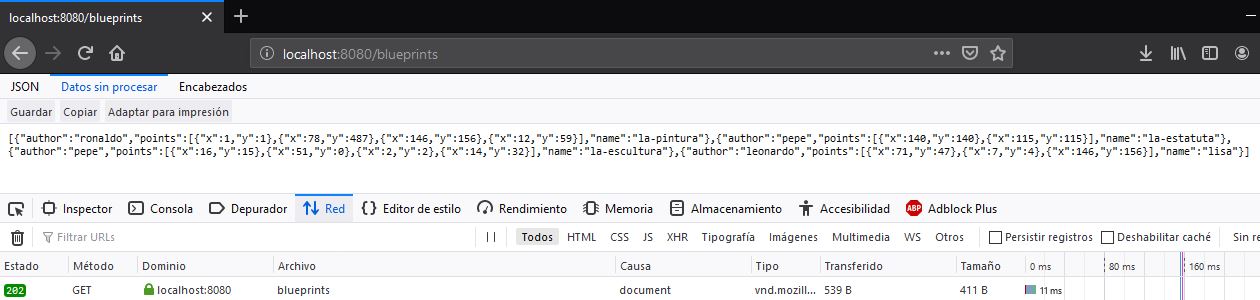 localhost:8080/blueprints
localhost:8080/blueprints
JSON Datos sin procesar Encabezados
Guardar Copiar Adaptar para impresión
[{"author":"ronaldo","points":[{"x":1,"y":1},{"x":78,"y":487},{"x":146,"y":156},{"x":12,"y":59}],"name":"la-pintura"},{"author":"pepe","points":[{"x":140,"y":140},{"x":115,"y":115}],"name":"la-estatuta"},
{"author":"pepe","points":[{"x":16,"y":15},{"x":51,"y":0},{"x":2,"y":2},{"x":14,"y":32}],"name":"la-escultura"},{"author":"leonardo","points":[{"x":71,"y":47},{"x":7,"y":4},{"x":146,"y":156}],"name":"lisa"}]
Inspector Consola Depurador Red Editor de estilo Rendimiento Memoria Almacenamiento Accesibilidad ABP Adblock Plus
Filtrar URLs Todos HTML CSS JS XHR Tipografía Imágenes Multimedia WS Otros Persistir registros Deshabilitar caché Sin re
Estado Método Dominio Archivo Causa Tipo Transferido Tamaño 0 ms 80 ms 160 ms
202 GET localhost:8080 blueprints document vnd.mozill... 539 B 411 B 11 ms